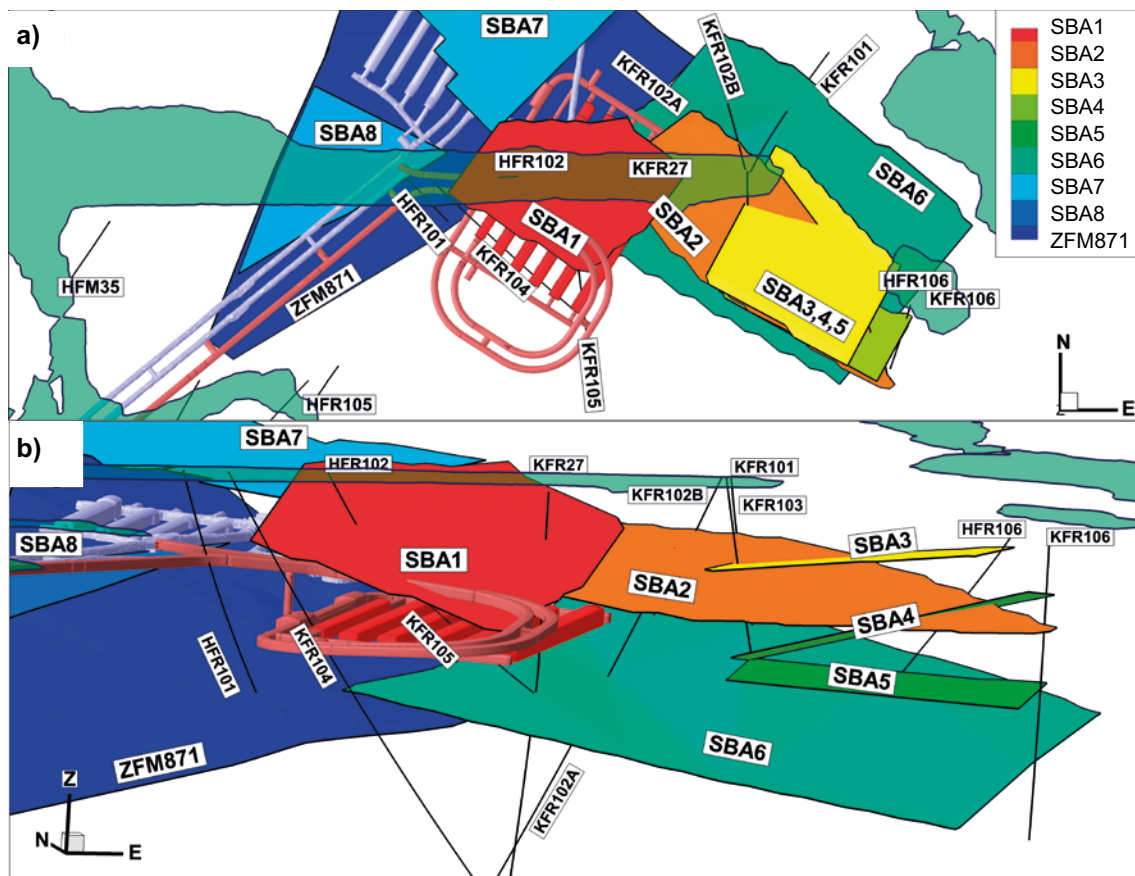 a)
SBA7
KFR102B
KFR101
KFR102A
SBA8
HFR102
KFR27
SBA6
HFR101
SBA1
SBA2
KFR104
ZFM871
HFM35
SBA3,4,5
HFR106
KFR106
KFR105
HFR105
N
E
SBA1
SBA2
SBA3
SBA4
SBA5
SBA6
SBA7
SBA8
ZFM871
b)
SBA7
HFR102
KFR27
KFR101
KFR102B
KFR103
HFR106
KFR106
SBA8
SBA3
SBA1
SBA2
SBA4
KFR105
HFR101
KFR104
SBA5
SBA6
ZFM871
KFR102A
Z
N
E